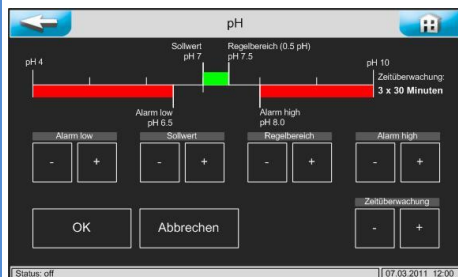 pH
Sollwert
pH 7
Regelbereich (0.5 pH)
pH 7.5
pH 4
pH 10
Zeitüberwachung:
3 x 30 Minuten
Alarm low
pH 6.5
Alarm high
pH 8.0
Alarm low
Sollwert
Regelbereich
Alarm high
- + - + - + - +
Zeitüberwachung
OK Abbrechen - +
Status: off 07.03.2011 12:00